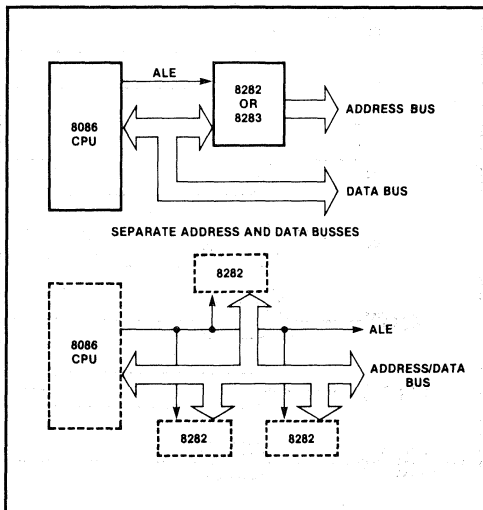 ALE
8086
CPU
8282
OR
8283
ADDRESS BUS
DATA BUS
SEPARATE ADDRESS AND DATA BUSSES
8282
8086
CPU
ALE
ADDRESS/DATA
BUS
8282
8282